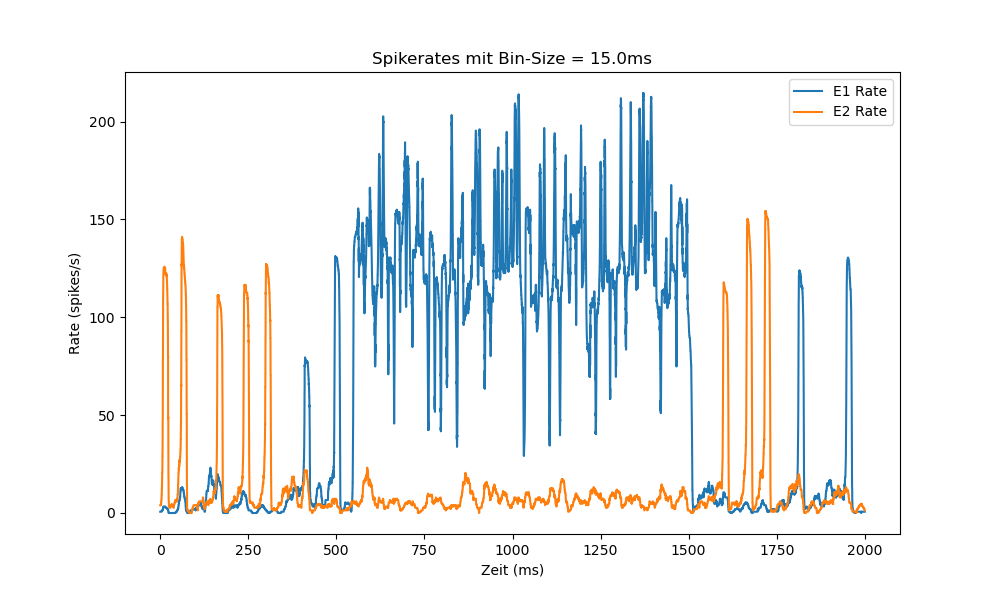 Spikerates mit Bin-Size = 15.0ms
E1 Rate
E2 Rate
200
150
100
50
0
Rate (spikes/s)
0 250 500 750 1000 1250 1500 1750 2000
Zeit (ms)